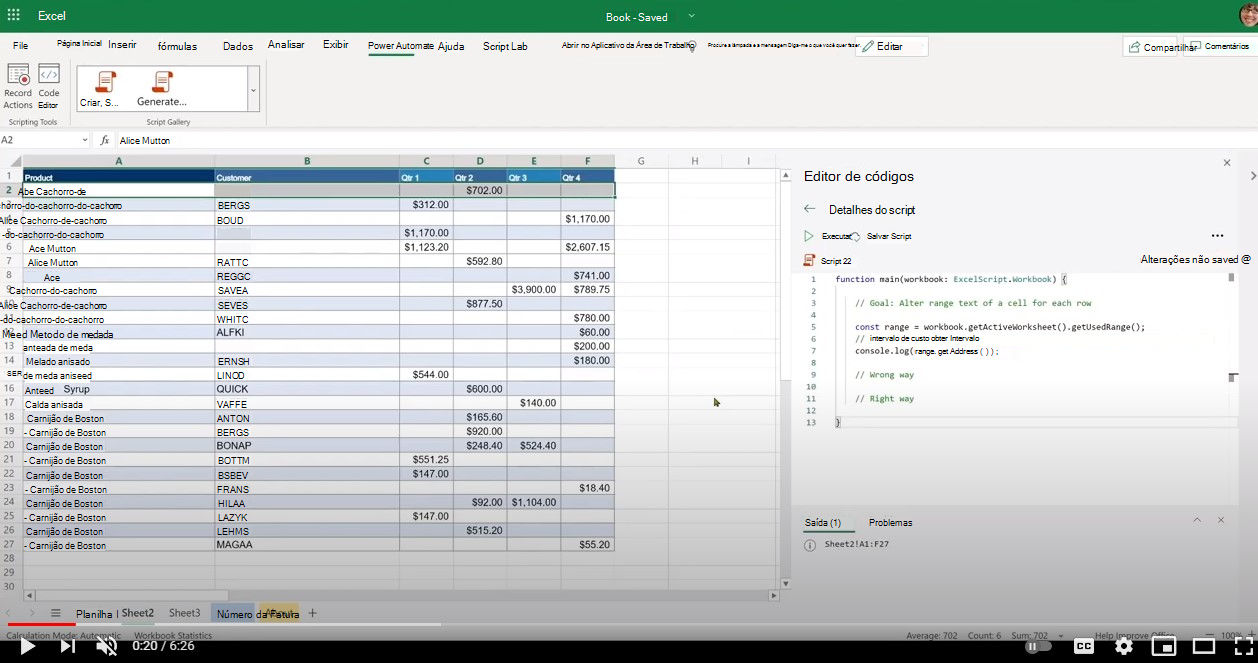 Excel
Book - Saved
File Página Inicial Inserir fórmulas Dados Analisar Exibir Power Automate Ajuda Script Lab Abrir no Aplicativo da Área de Trabalho Procure a lâmpada e a mensagem Diga-me o que você quer fazer. Editar Compartilhar Comentários
Record Actions
Code Editor
Criar, S...
Generate...
Scripting Tools
Script Gallery
A2 fx Alice Mutton
A B C D E F G H I
1 Product Customer Qtr 1 Qtr 2 Qtr 3 Qtr 4
2 Abe Cachorro-de $702.00
chorro-do-cachorro-do-cachorro BERGS $312.00
Alice Cachorro-de-cachorro BOUD $1,170.00
-do-cachorro-do-cachorro $1,170.00
6 Ace Mutton $1,123.20 $2,607.15
7 Alice Mutton RATTC $592.80
8 Ace REGGC $741.00
9 Cachorro-do-cachorro SAVEA $3,900.00 $789.75
Alice Cachorro-de-cachorro SEVES $877.50
-do-cachorro-do-cachorro WHITC $780.00
Meed Metodo de medada ALFKI $60.00
13 anteada de meda $200.00
14 Melado anisado ERNSH $180.00
SER de meda aniseed LINOD $544.00
16 Anteed Syrup QUICK $600.00
17 Calda anisada VAFFE $140.00
18 Carnijão de Boston ANTON $165.60
19 - Carnijão de Boston BERGS $920.00
20 Carnijão de Boston BONAP $248.40 $524.40
21 - Carnijão de Boston BOTTM $551.25
22 Carnijão de Boston BSBEV $147.00
23 - Carnijão de Boston FRANS $18.40
24 Carnijão de Boston HILAA $92.00 $1,104.00
25 - Carnijão de Boston LAZYK $147.00
26 Carnijão de Boston LEHMS $515.20
27 - Carnijão de Boston MAGAA $55.20
28
29
30
Planilha | Sheet2 Sheet3 Número da Fatura
Calculation Mode: Automatic Workbook Statistics Average: 702 Count: 6 Sum: 702 Help Improve Office 100%
Editor de códigos
Detalhes do script
Executar Salvar Script
Script 22 Alterações não salvas @
1 function main(workbook: ExcelScript.Workbook) {
2
3 // Goal: Alter range text of a cell for each row
4
5 const range = workbook.getActiveWorksheet().getUsedRange();
6 // intervalo de custo obter Intervalo
7 console.log(range. get Address ( ) );
8
9 // Wrong way
10
11 // Right way
12
13 }
Saída (1) Problemas
Sheet2!A1:F27
0:20 / 6:26
CC